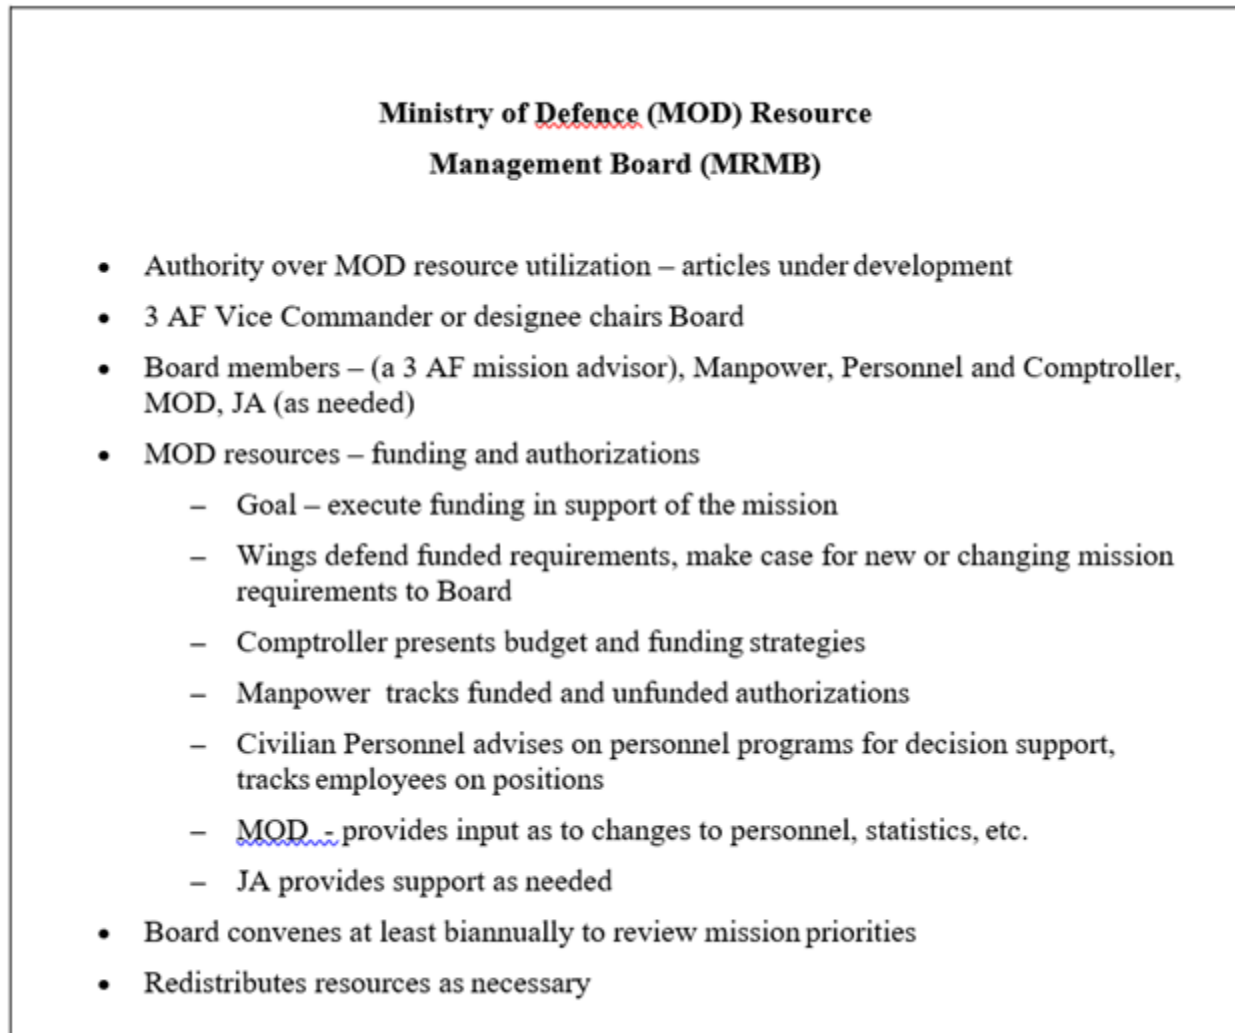 Ministry of Defence (MOD) Resource
Management Board (MRMB)
• Authority over MOD resource utilization – articles under development
• 3 AF Vice Commander or designee chairs Board
• Board members – (a 3 AF mission advisor), Manpower, Personnel and Comptroller,
MOD, JA (as needed)
• MOD resources – funding and authorizations
– Goal – execute funding in support of the mission
– Wings defend funded requirements, make case for new or changing mission
requirements to Board
– Comptroller presents budget and funding strategies
– Manpower  tracks funded and unfunded authorizations
– Civilian Personnel advises on personnel programs for decision support,
tracks employees on positions
– MOD  - provides input as to changes to personnel, statistics, etc.
– JA provides support as needed
• Board convenes at least biannually to review mission priorities
• Redistributes resources as necessary